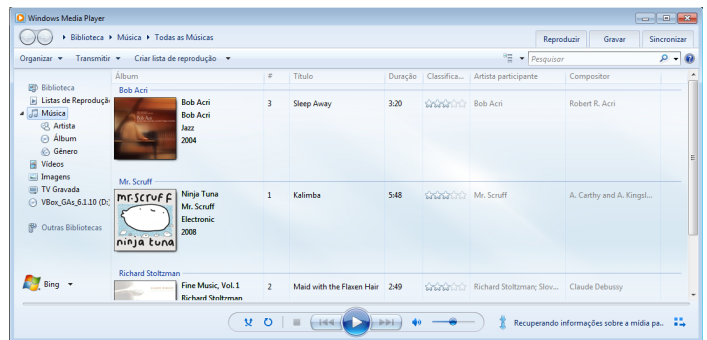 Windows Media Player
Biblioteca Música Todas as Músicas
Reproduzir Gravar Sincronizar
Organizar Transmitir Criar lista de reprodução Pesquisar
Álbum # Título Duração Classifica... Artista participante Compositor
Biblioteca
Listas de Reproduçã
Música
Artista
Álbum
Gênero
Vídeos
Imagens
TV Gravada
VBox_GAs_6.1.10 (D:)
Outras Bibliotecas
Bing
Bob Acri
Bob Acri 3 Sleep Away 3:20 Bob Acri Robert R. Acri
Bob Acri
Jazz
2004
Mr. Scruff
mr.scruff
ninja tuna
Ninja Tuna 1 Kalimba 5:48 Mr. Scruff A. Carthy and A. Kingsl...
Mr. Scruff
Electronic
2008
Richard Stoltzman
Fine Music, Vol. 1 2 Maid with the Flaxen Hair 2:49 Richard Stoltzman; Slov... Claude Debussy
Richard Stoltzman
Recuperando informações sobre a mídia pa..